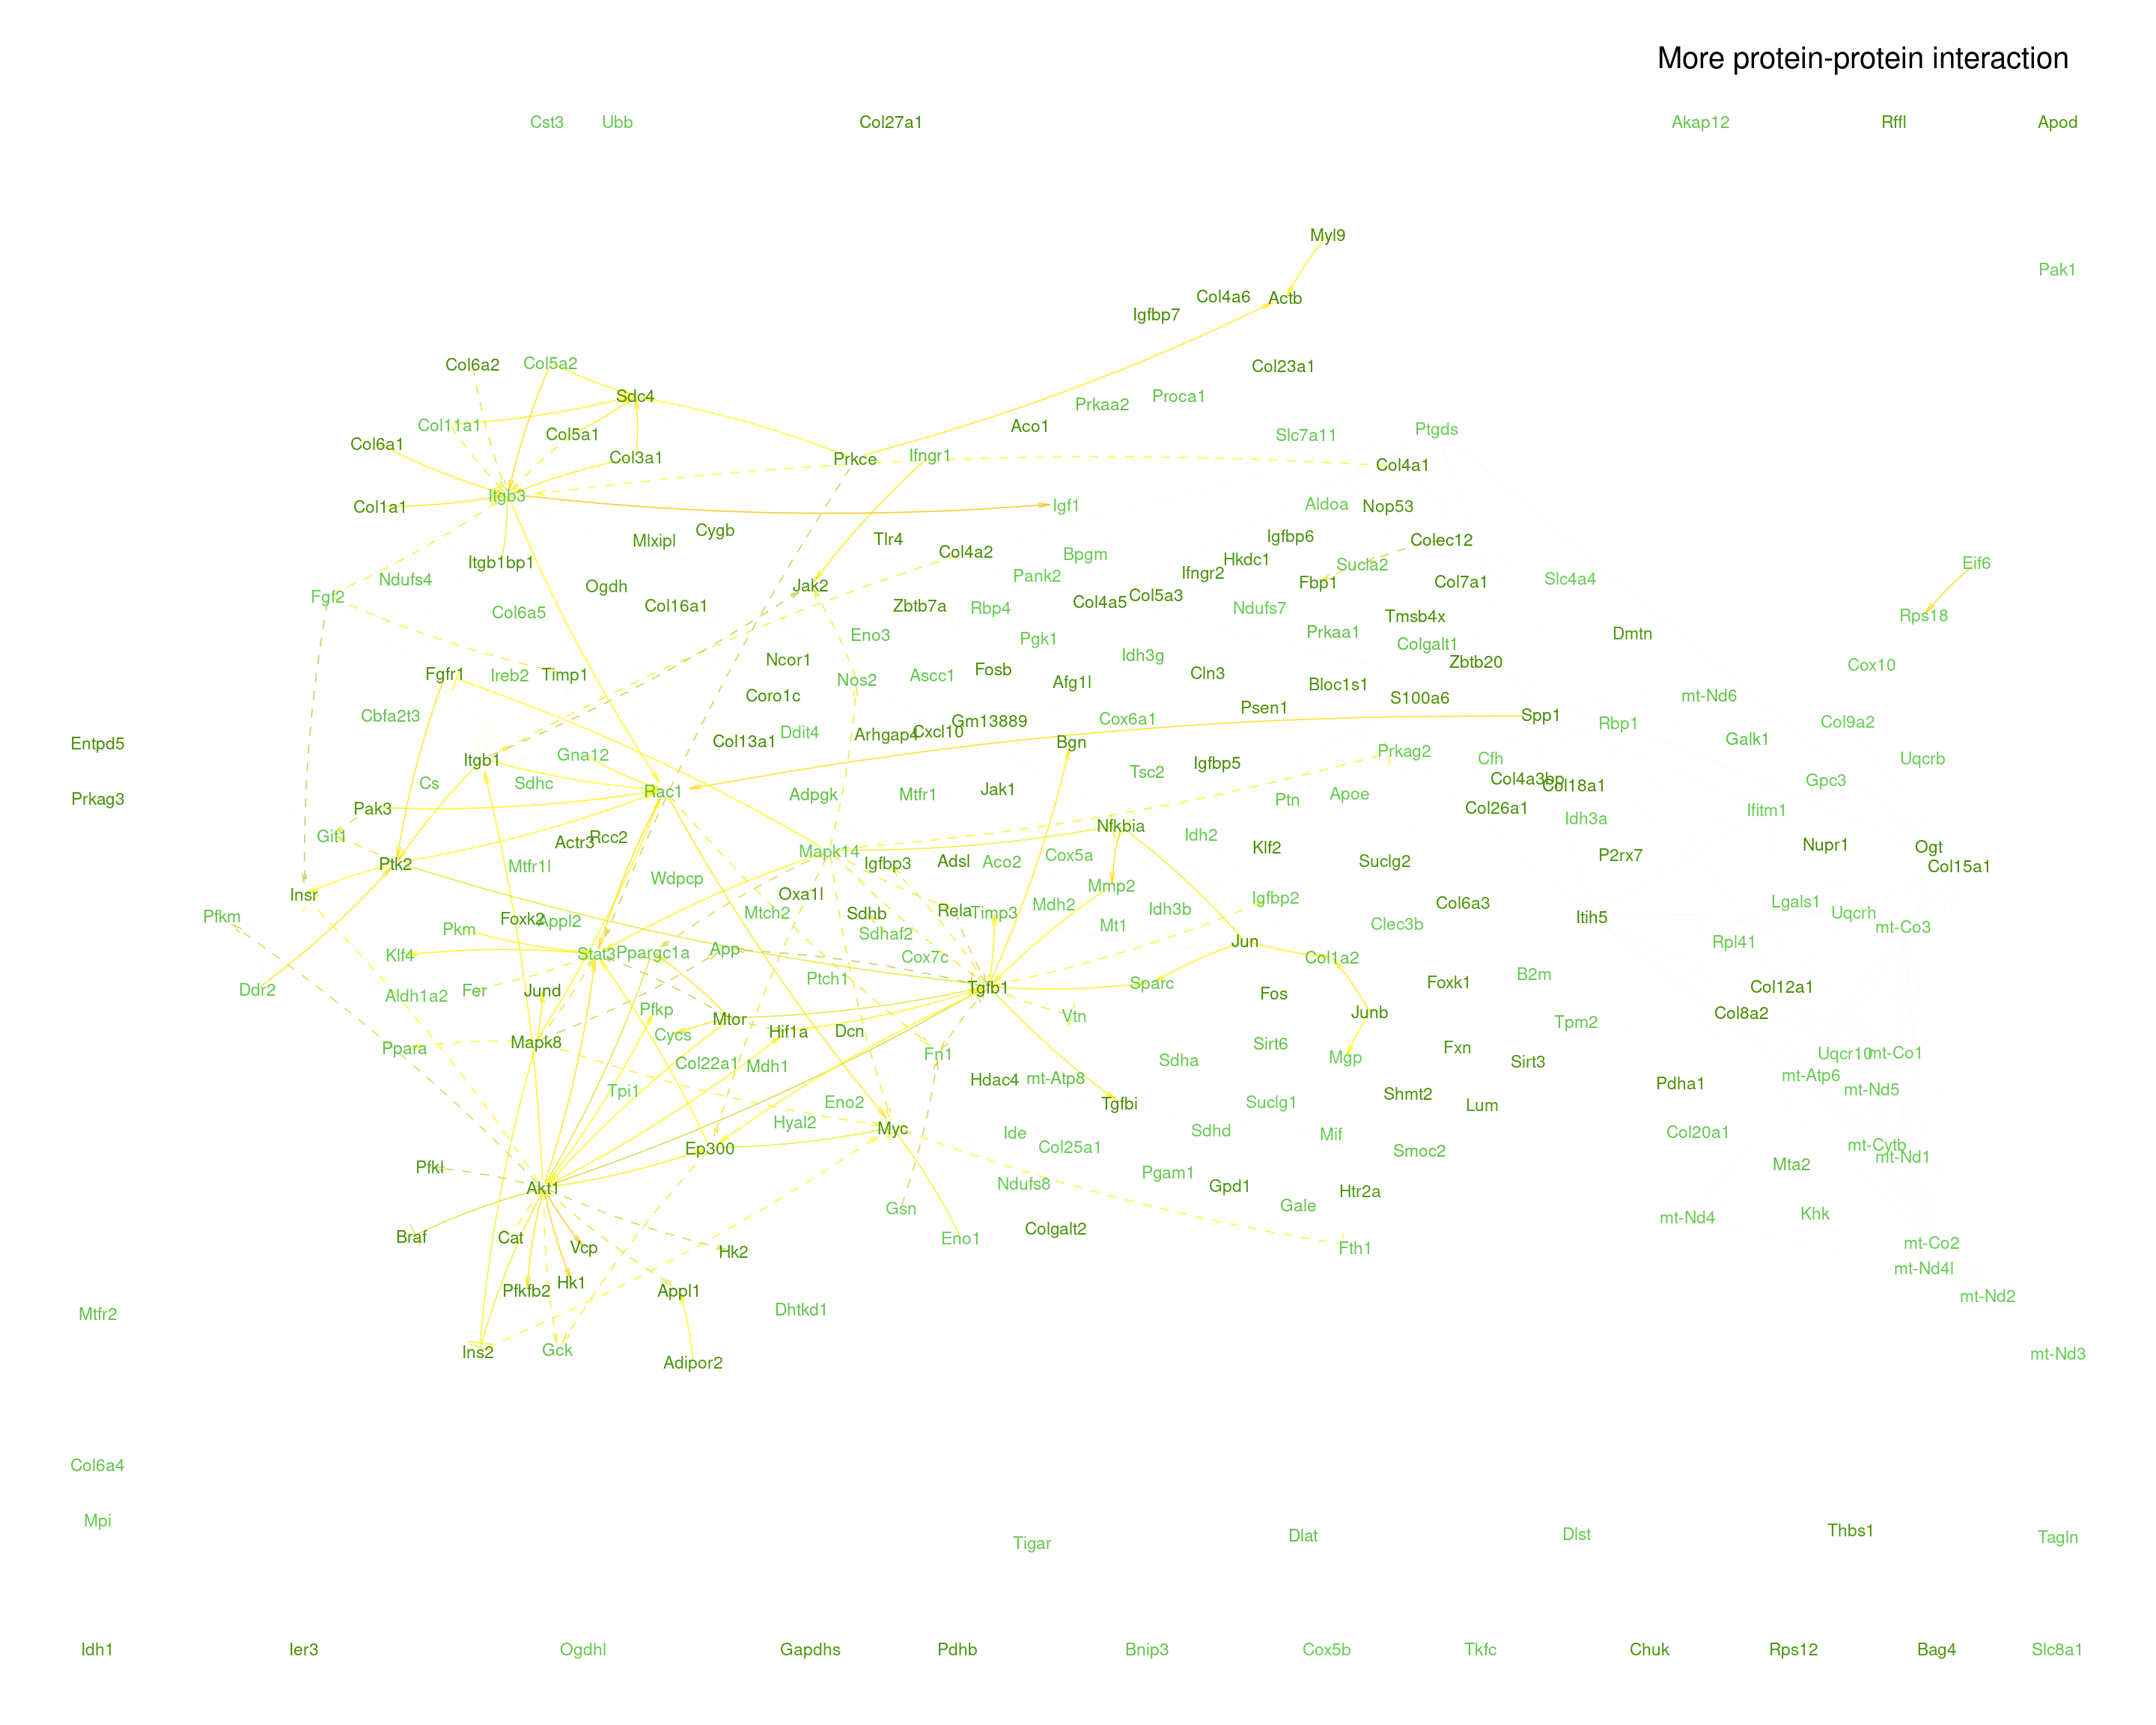 More protein-protein interaction
Cst3
Ubb
Col27a1
Akap12
Rffl
Apod
Myl9
Pak1
Col4a6
Actb
Igfbp7
Col6a2
Col5a2
Col23a1
Sdc4
Proca1
Prkaa2
Col11a1
Col5a1
Aco1
Slc7a11
Ptgds
Col6a1
Col3a1
Prkce
Ifngr1
Col4a1
Itgb3
Col1a1
Igf1
Aldoa
Nop53
Cygb
Mlxipl
Tlr4
Igfbp6
Colec12
Col4a2
Bpgm
Itgb1bp1
Hkdc1
Sucla2
Eif6
Ndufs4
Ogdh
Jak2
Pank2
Ifngr2
Fbp1
Col7a1
Slc4a4
Fgf2
Col6a5
Col16a1
Zbtb7a
Rbp4
Col4a5
Col5a3
Ndufs7
Tmsb4x
Rps18
Eno3
Pgk1
Prkaa1
Colgalt1
Dmtn
Ncor1
Idh3g
Zbtb20
Cox10
Fgfr1
Ireb2
Timp1
Nos2
Ascc1
Fosb
Afg1l
Cln3
Bloc1s1
Coro1c
S100a6
mt-Nd6
Cbfa2t3
Ddit4
Arhgap4
Cxcl10
Gm13889
Cox6a1
Psen1
Spp1
Rbp1
Col9a2
Entpd5
Col13a1
Bgn
Galk1
Itgb1
Gna12
Igfbp5
Prkag2
Cfh
Uqcrb
Cs
Sdhc
Rac1
Tsc2
Col4a3bp
Col18a1
Gpc3
Prkag3
Pak3
Adpgk
Mtfr1
Jak1
Ptn
Apoe
Col26a1
Idh3a
Ifitm1
Git1
Actr3
Rcc2
Nfkbia
Idh2
Mapk14
Klf2
P2rx7
Nupr1
Ogt
Ptk2
Mtfr1l
Igfbp3
Adsl
Aco2
Cox5a
Suclg2
Col15a1
Wdpcp
Insr
Oxa1l
Mmp2
Igfbp2
Pfkm
Foxk2
Appl2
Mtch2
Sdhb
Rela
Timp3
Mdh2
Idh3b
Col6a3
Itih5
Lgals1
Uqcrh
Pkm
Sdhaf2
Mt1
Clec3b
mt-Co3
Klf4
Stat3
Ppargc1a
App
Cox7c
Jun
Col1a2
Rpl41
Ddr2
Aldh1a2
Fer
Jund
Ptch1
Tgfb1
Sparc
Fos
Foxk1
B2m
Col12a1
Pfkp
Mtor
Vtn
Junb
Col8a2
Ppara
Mapk8
Cycs
Hif1a
Dcn
Tpm2
Col22a1
Mdh1
Fn1
Sdha
Sirt6
Mgp
Fxn
Sirt3
Uqcr10
mt-Co1
Tpi1
Hdac4
mt-Atp8
Pdha1
mt-Atp6
mt-Nd5
Eno2
Tgfbi
Suclg1
Shmt2
Lum
Hyal2
Myc
Ide
Sdhd
Mif
Col20a1
Ep300
Col25a1
Smoc2
mt-Cytb
mt-Nd1
Pfkl
Akt1
Ndufs8
Pgam1
Gpd1
Htr2a
Mta2
Gsn
Gale
mt-Nd4
Khk
Braf
Cat
Vcp
Hk2
Eno1
Colgalt2
Fth1
mt-Co2
Pfkfb2
Hk1
Appl1
mt-Nd4l
Mtfr2
Dhtkd1
mt-Nd2
Ins2
Gck
Adipor2
mt-Nd3
Col6a4
Mpi
Tigar
Dlat
Dlst
Thbs1
Tagln
Idh1
Ier3
Ogdhl
Gapdhs
Pdhb
Bnip3
Cox5b
Tkfc
Chuk
Rps12
Bag4
Slc8a1